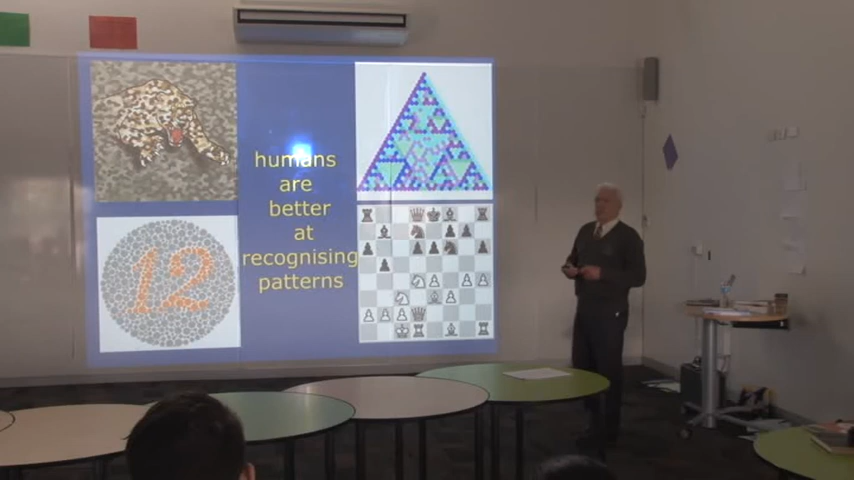 humans
are
better
at
recognising
patterns
12